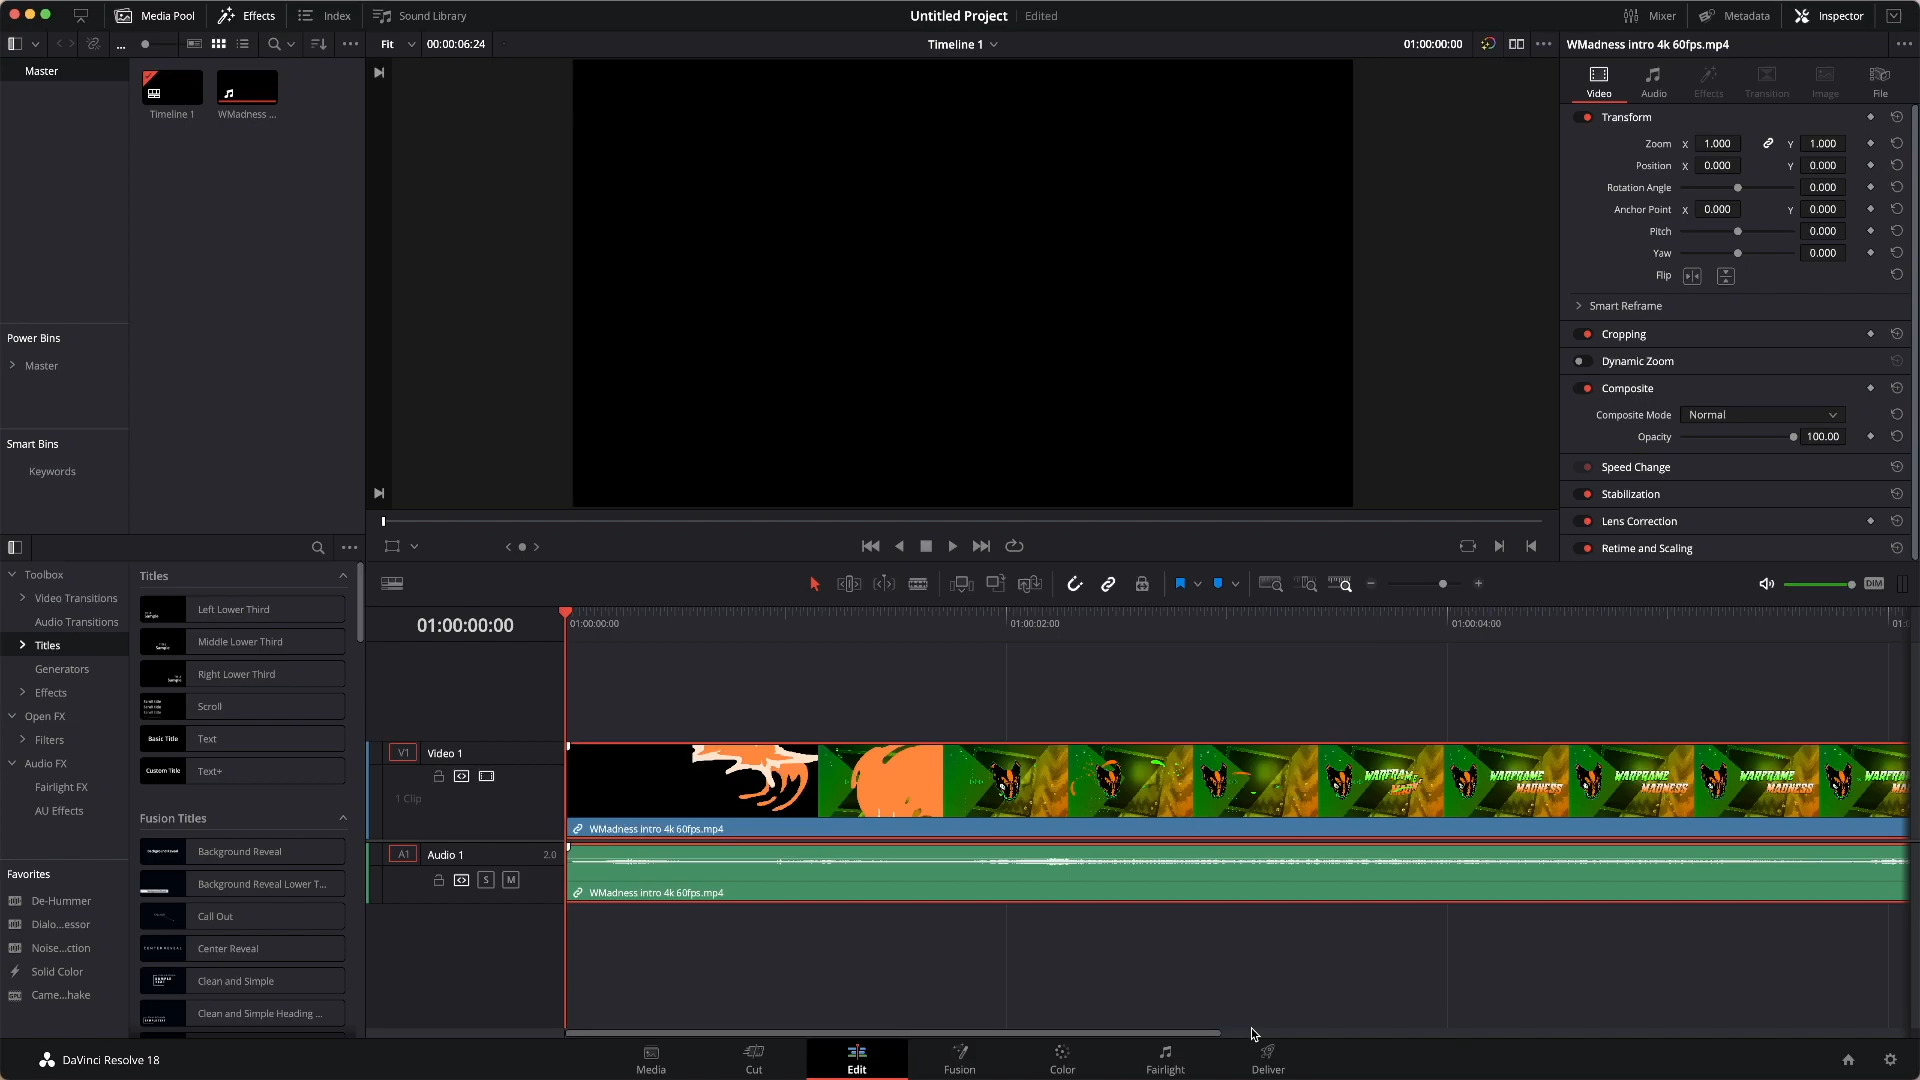 Media Pool
Effects
Index
Sound Library
Untitled Project
Edited
Mixer
Metadata
Inspector
Fit
00:00:06:24
Timeline 1
01:00:00:00
WMadness intro 4k 60fps.mp4
Master
Timeline 1
WMadness ...
Video
Audio
Effects
Transition
Image
File
Transform
Zoom X 1.000 Y 1.000
Position X 0.000 Y 0.000
Rotation Angle 0.000
Anchor Point X 0.000 Y 0.000
Pitch 0.000
Yaw 0.000
Flip
Smart Reframe
Cropping
Dynamic Zoom
Composite
Composite Mode Normal
Opacity 100.00
Speed Change
Stabilization
Lens Correction
Retime and Scaling
Power Bins
Master
Smart Bins
Keywords
Toolbox
Video Transitions
Audio Transitions
Titles
Generators
Effects
Open FX
Filters
Audio FX
Fairlight FX
AU Effects
Favorites
De-Hummer
Dialo...essor
Noise...ction
Solid Color
Came...hake
Titles
Left Lower Third
Middle Lower Third
Right Lower Third
Scroll
Basic Title Text
Custom Title Text+
Fusion Titles
Background Reveal
Background Reveal Lower T...
Call Out
CENTER REVEAL Center Reveal
Clean and Simple
Clean and Simple Heading ...
DIM
01:00:00:00
01:00:00:00
01:00:02:00
01:00:04:00
V1 Video 1
1 Clip
WARFRAME MADNESS
WARFRAME MADNESS
WARFRAME MADNESS
WMadness intro 4k 60fps.mp4
A1 Audio 1 2.0
S M
WMadness intro 4k 60fps.mp4
DaVinci Resolve 18
Media
Cut
Edit
Fusion
Color
Fairlight
Deliver